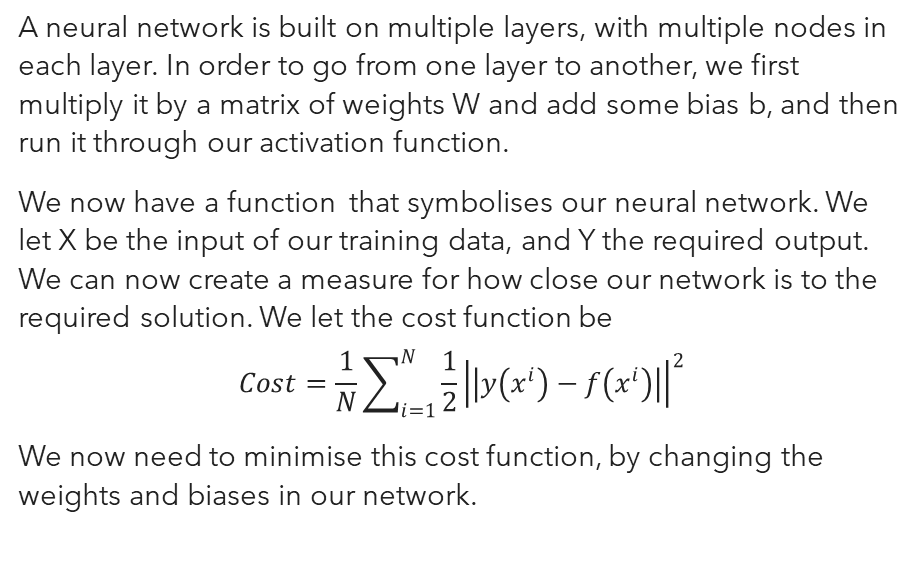 A neural network is built on multiple layers, with multiple nodes in
each layer. In order to go from one layer to another, we first
multiply it by a matrix of weights W and add some bias b, and then
run it through our activation function.
We now have a function that symbolises our neural network. We
let X be the input of our training data, and Y the required output.
We can now create a measure for how close our network is to the
required solution. We let the cost function be
Cost = 1/N ∑_{i=1}^{N} 1/2 ||y(x^i) − f(x^i)||^2
We now need to minimise this cost function, by changing the
weights and biases in our network.